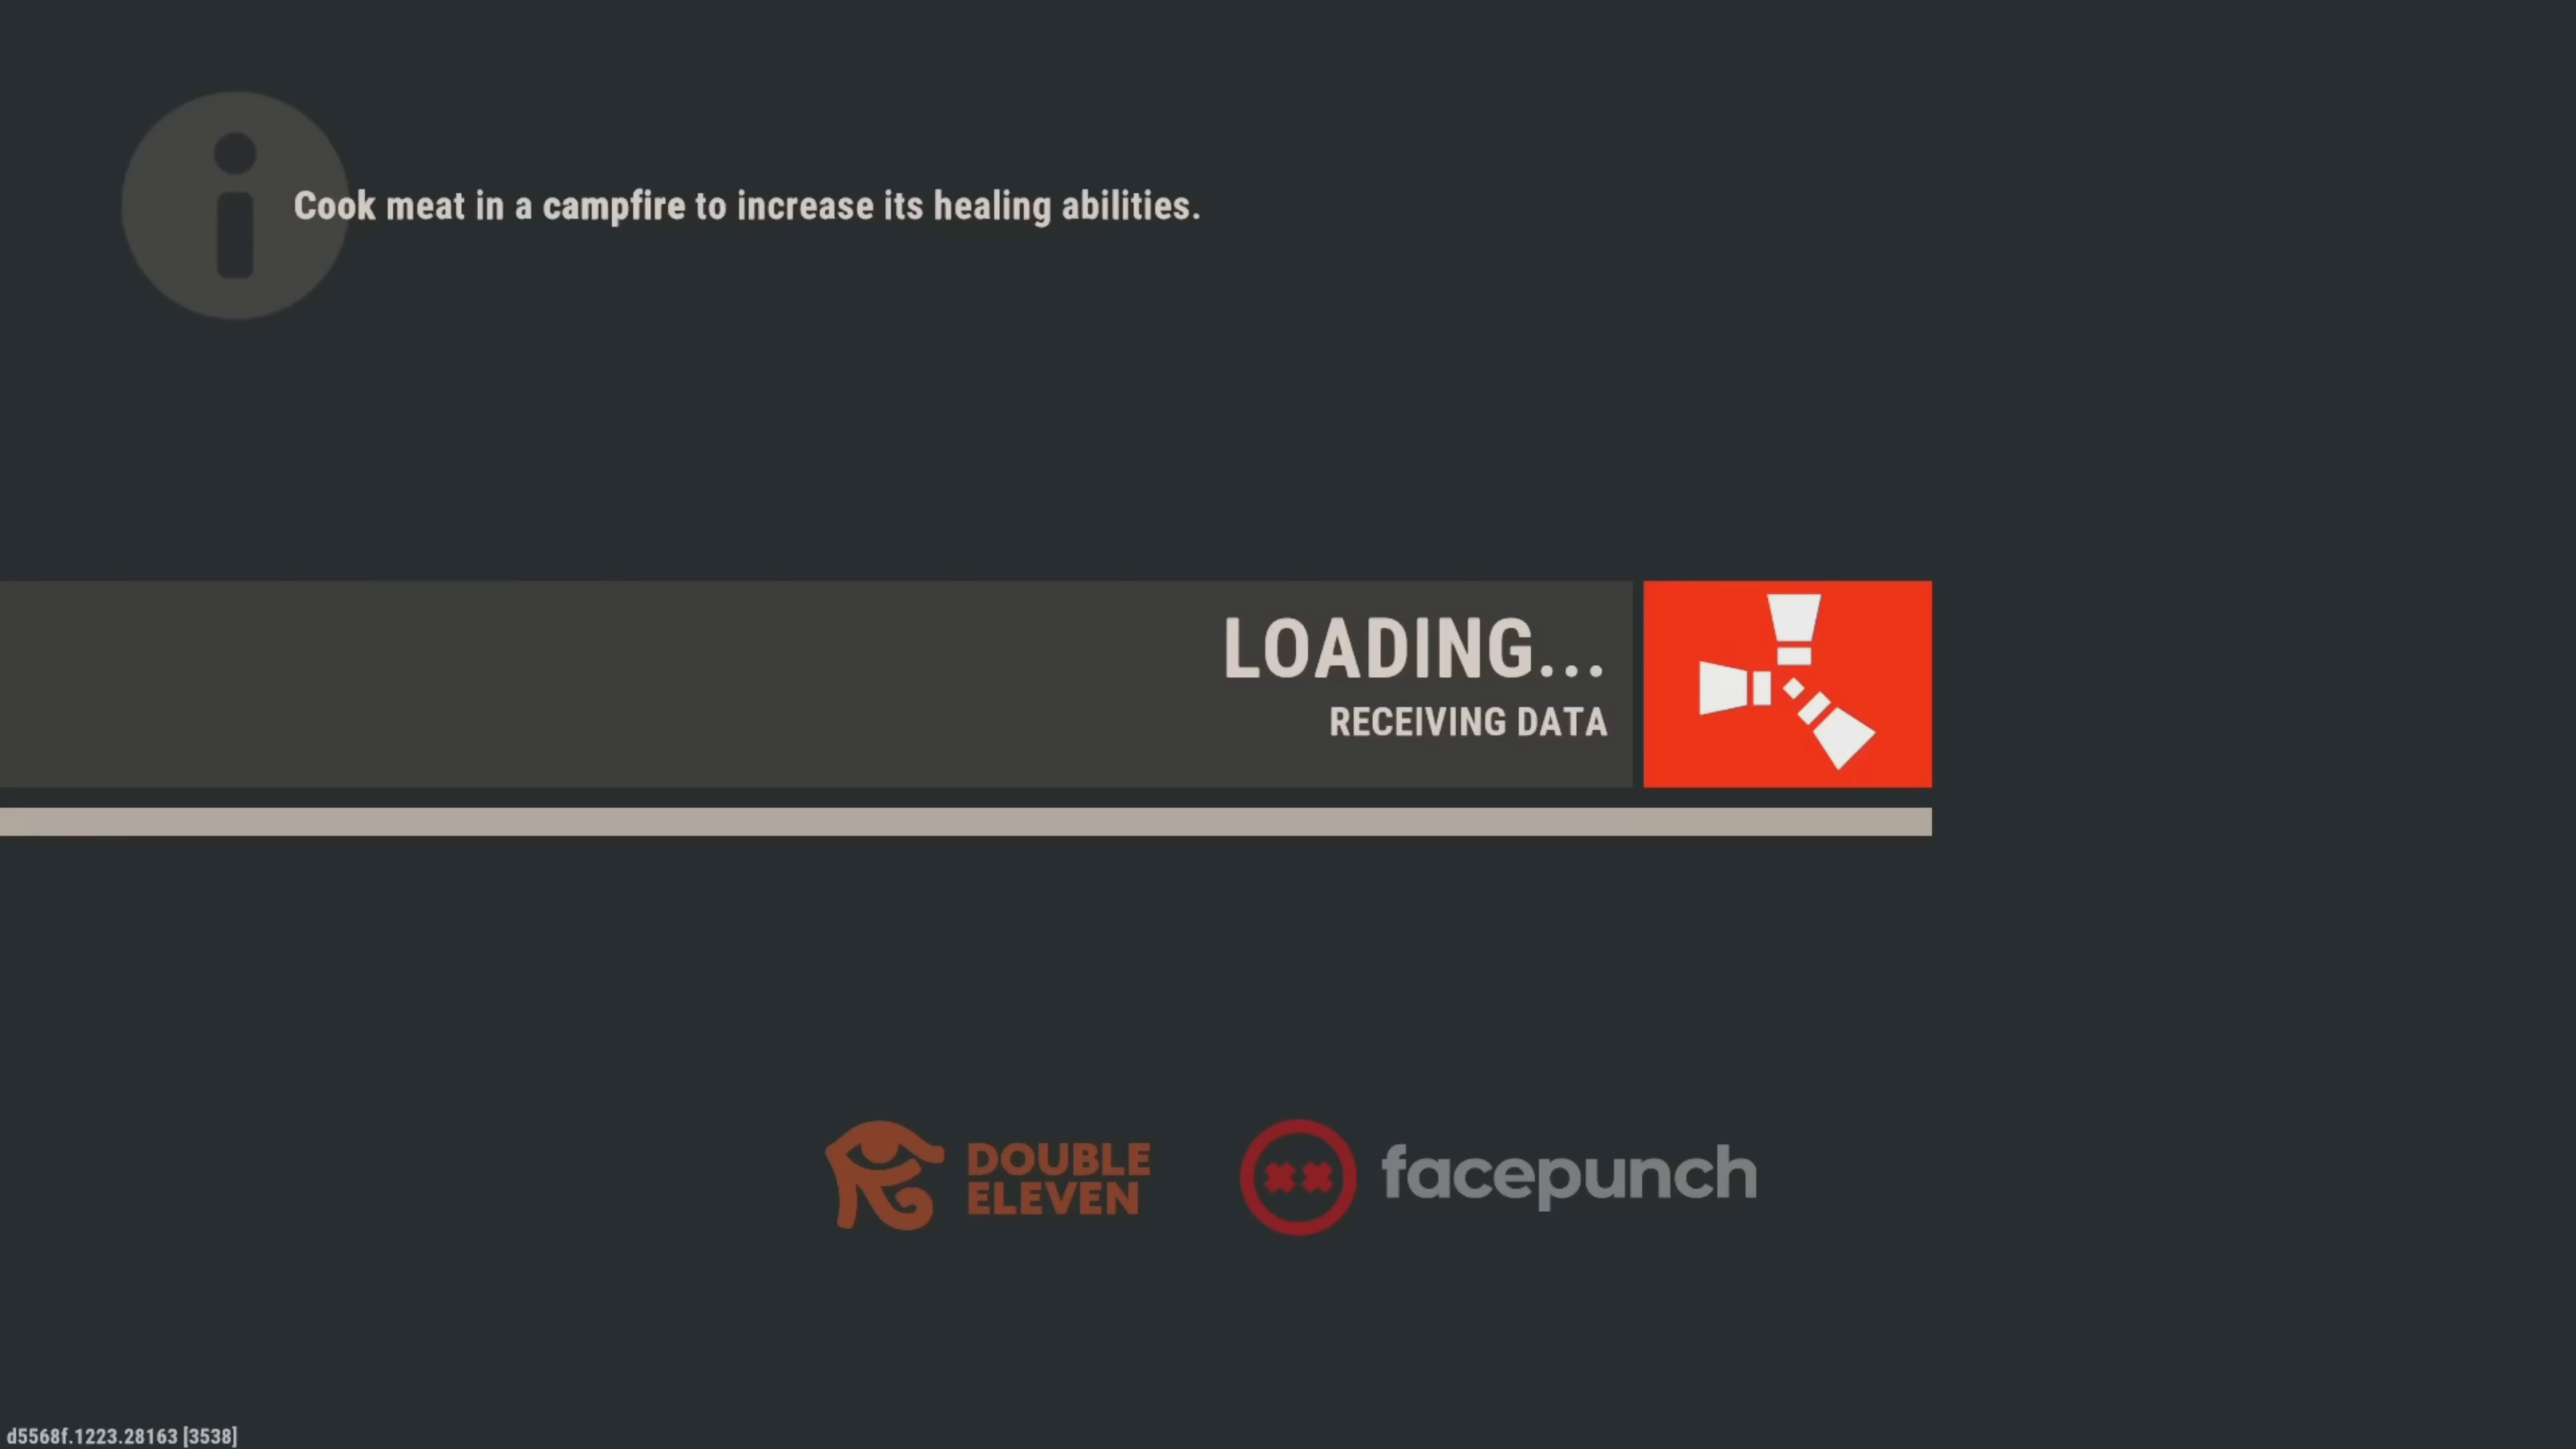 Cook meat in a campfire to increase its healing abilities.
LOADING...
RECEIVING DATA
DOUBLE
ELEVEN
facepunch
d5568f.1223.28163 [3538]